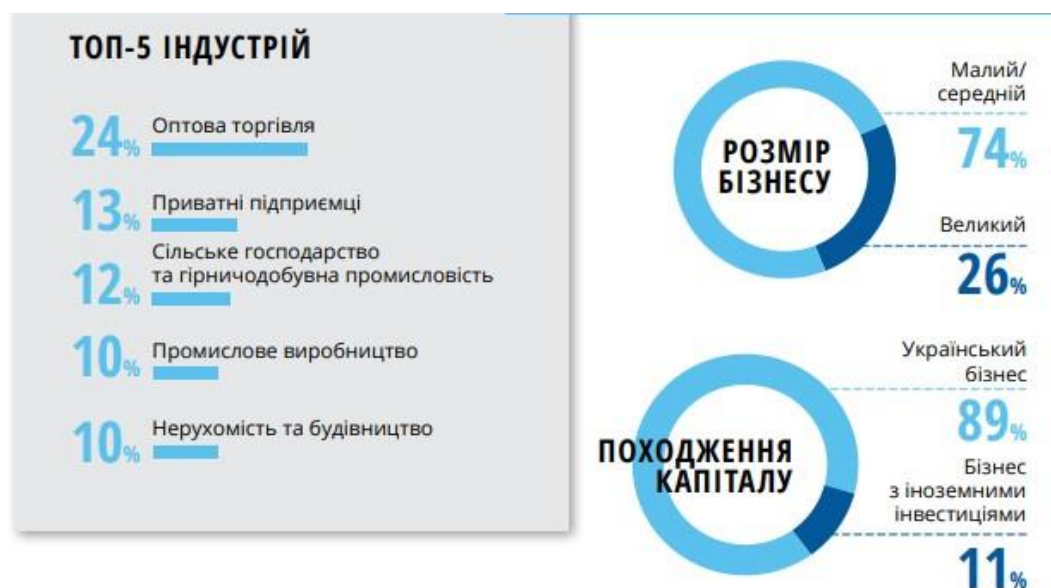 ТОП-5 ІНДУСТРІЙ
24%
Оптова торгівля
13%
Приватні підприємці
12%
Сільське господарство
та гірничодобувна промисловість
10%
Промислове виробництво
10%
Нерухомість та будівництво
РОЗМІР
БІЗНЕСУ
Малий/
середній
74%
Великий
26%
ПОХОДЖЕННЯ
КАПІТАЛУ
Український
бізнес
89%
Бізнес
з іноземними
інвестиціями
11%